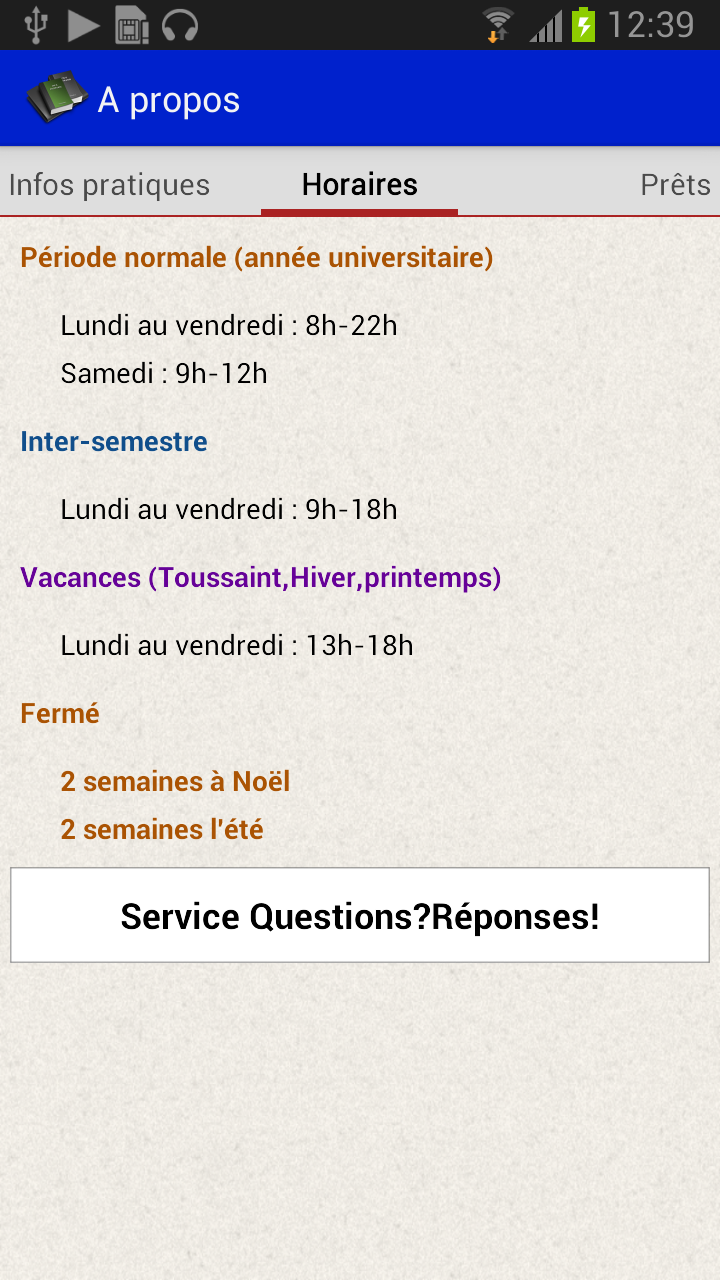 12:39
A propos
Infos pratiques Horaires Prêts
Période normale (année universitaire)
Lundi au vendredi : 8h-22h
Samedi : 9h-12h
Inter-semestre
Lundi au vendredi : 9h-18h
Vacances (Toussaint,Hiver,printemps)
Lundi au vendredi : 13h-18h
Fermé
2 semaines à Noël
2 semaines l'été
Service Questions?Réponses!